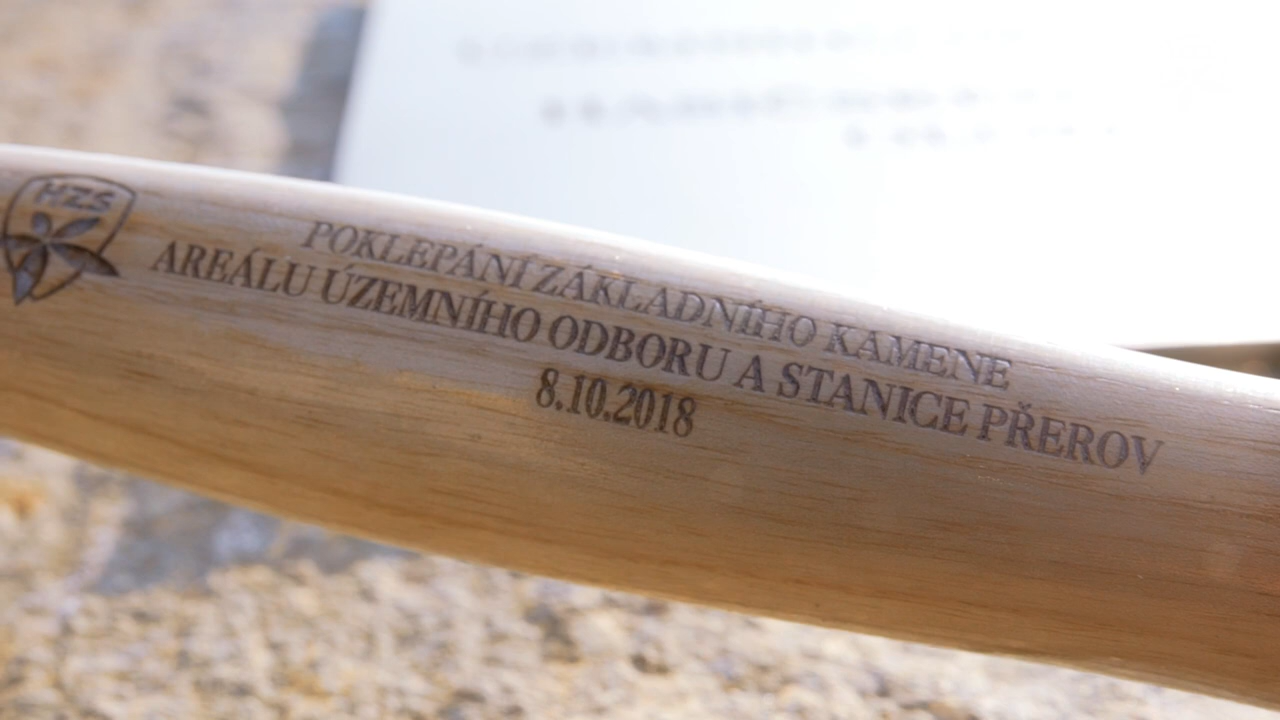 HZS
POKLEPÁNÍ ZÁKLADNÍHO KAMENE
AREÁLU ÚZEMNÍHO ODBORU A STANICE PŘEROV
8.10.2018